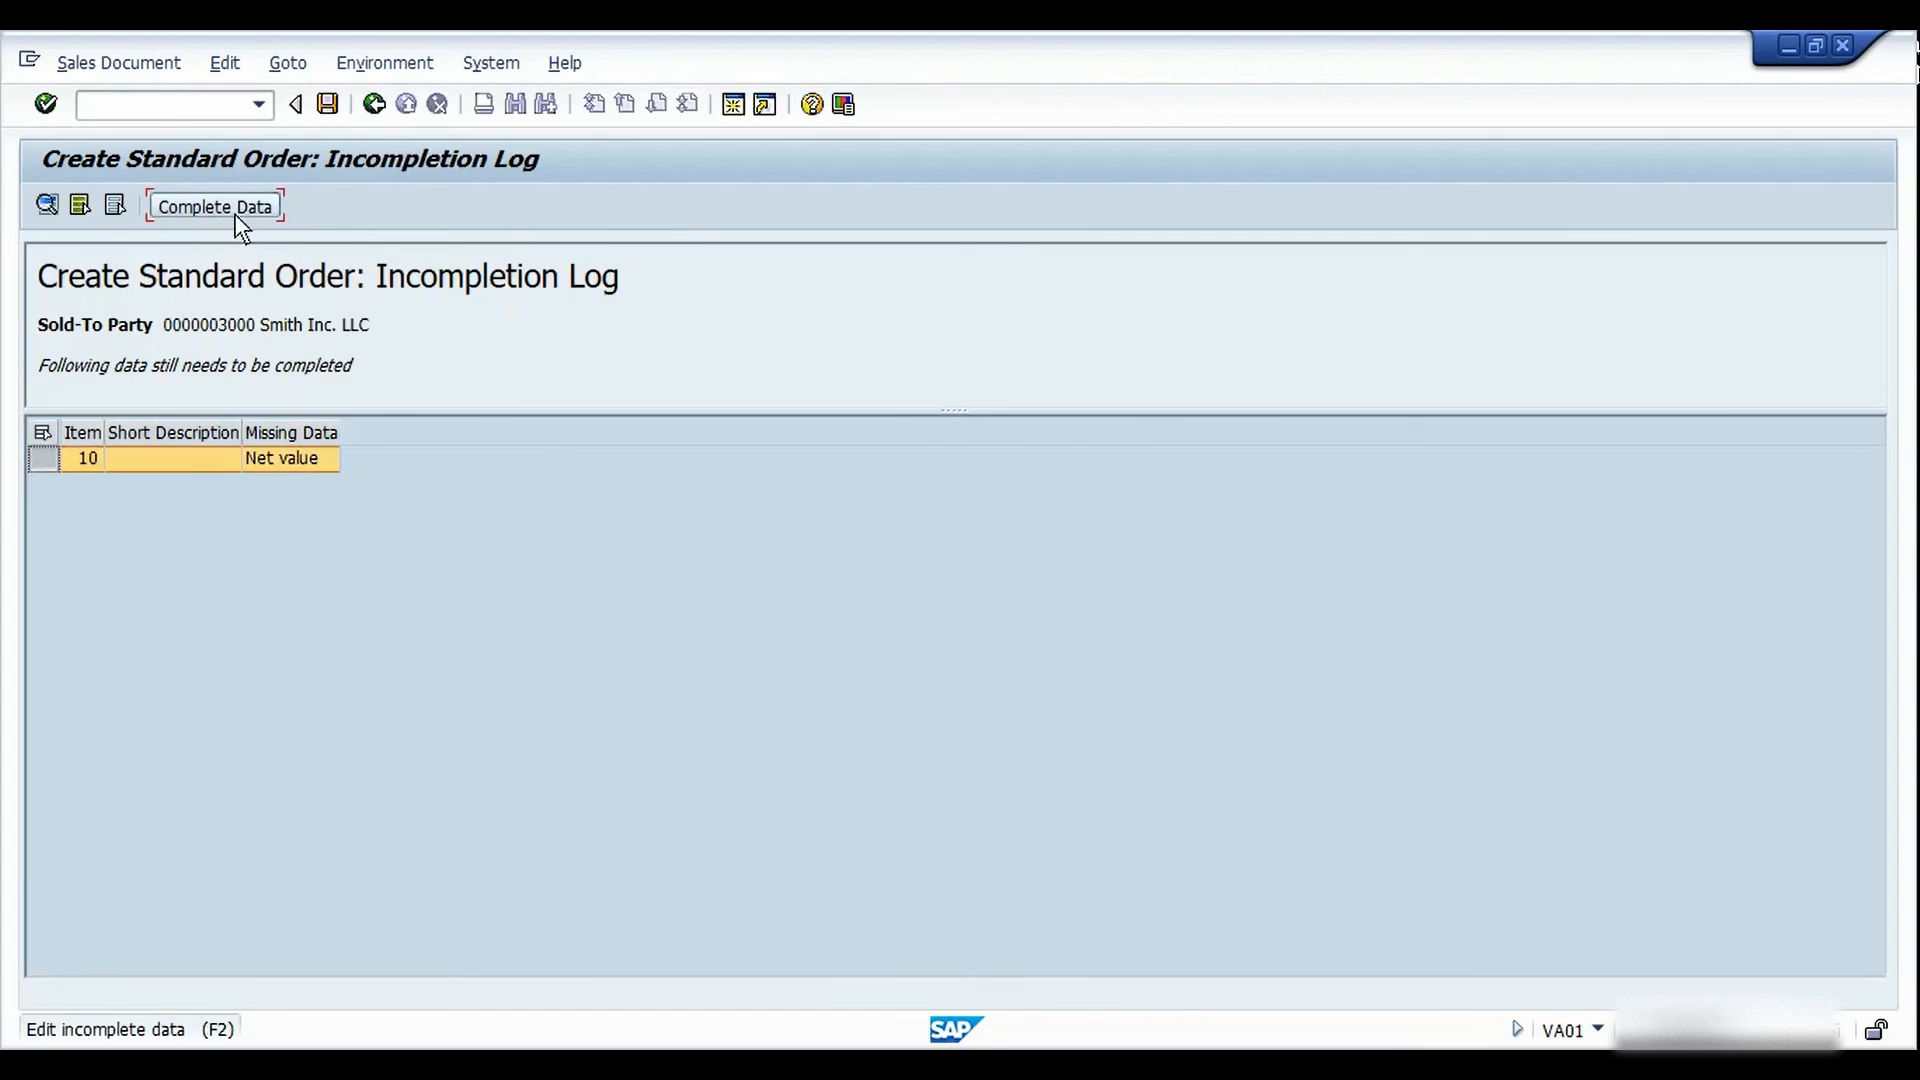 Sales Document Edit Goto Environment System Help
Create Standard Order: Incompletion Log
Complete Data
Create Standard Order: Incompletion Log
Sold-To Party 0000003000 Smith Inc. LLC
Following data still needs to be completed
Item Short Description Missing Data
10 Net value
Edit incomplete data (F2) SAP VA01